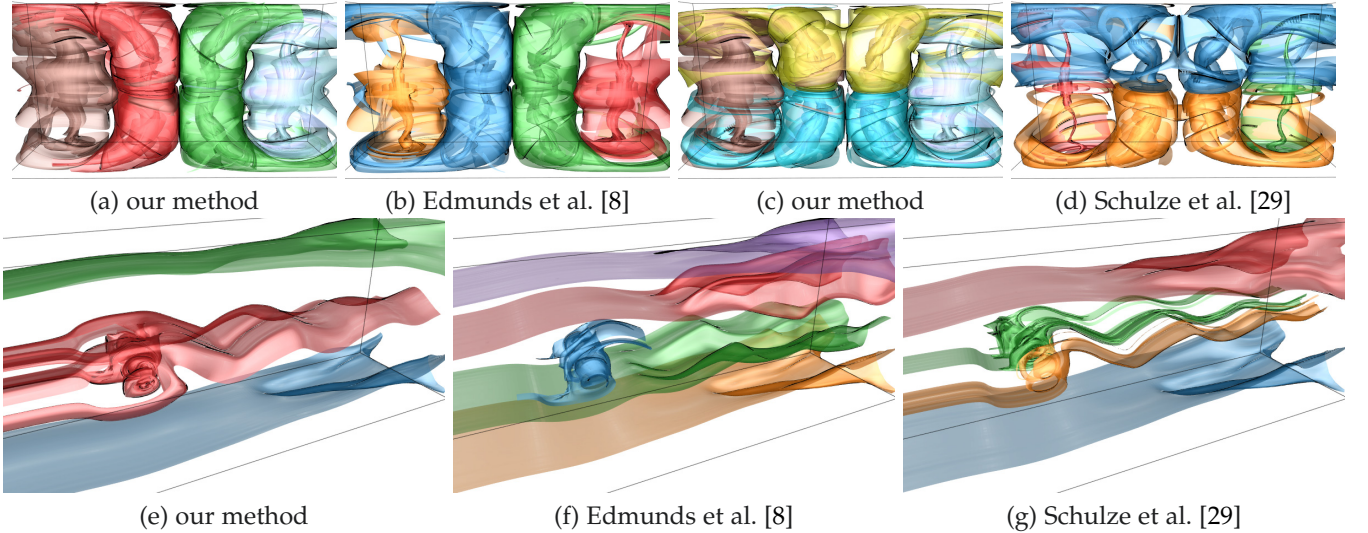 (a) our method
(b) Edmunds et al. [8]
(c) our method
(d) Schulze et al. [29]
(e) our method
(f) Edmunds et al. [8]
(g) Schulze et al. [29]